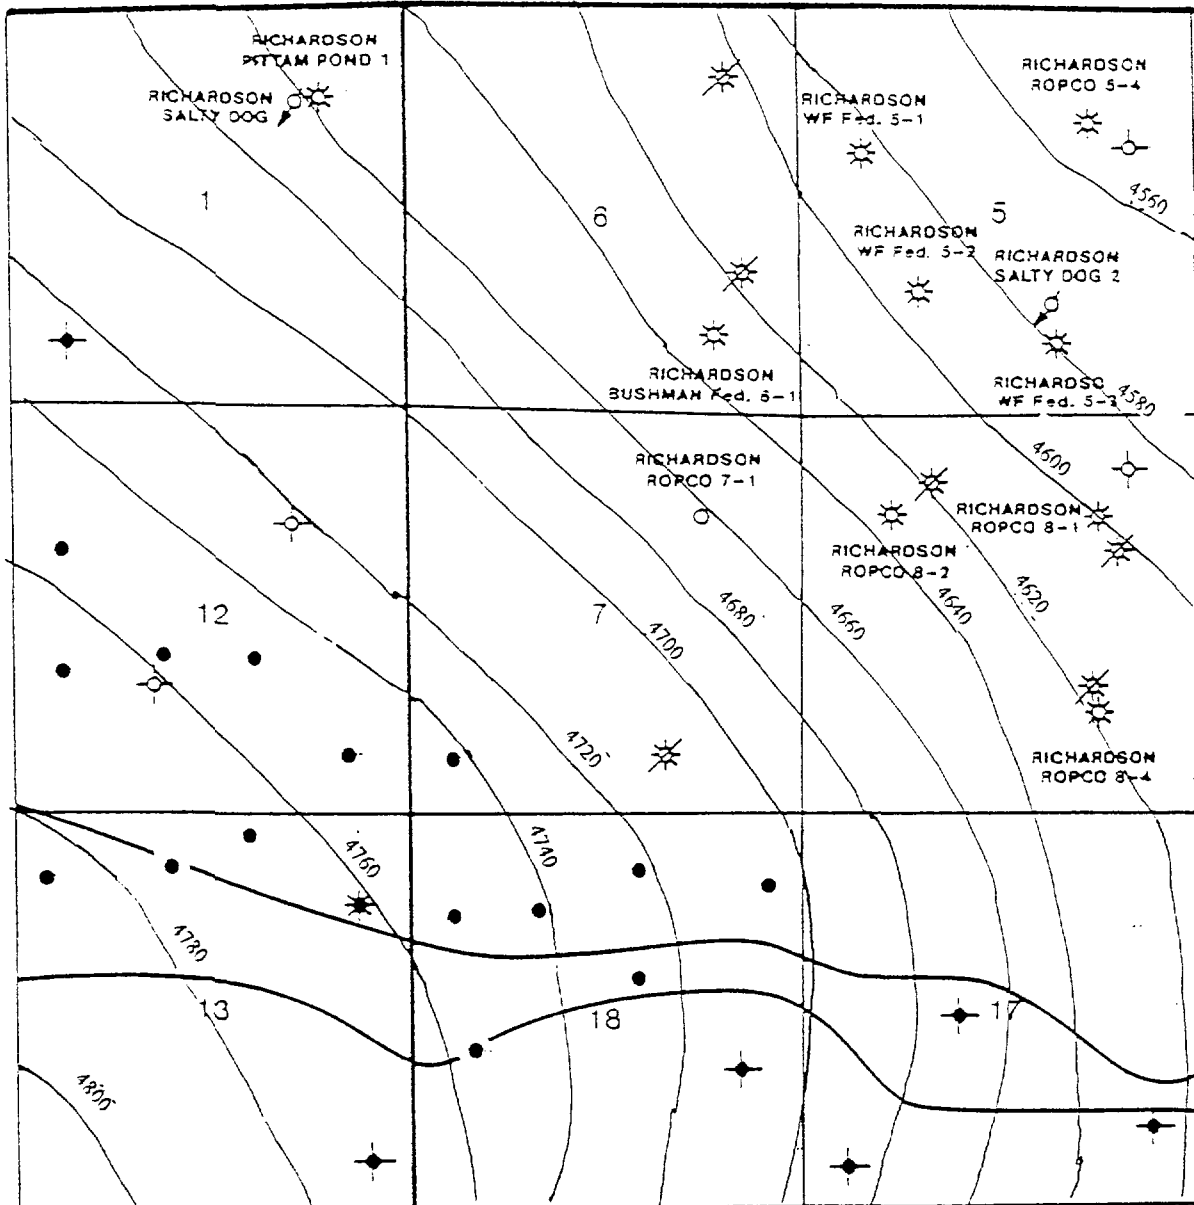 RICHARDSON
PITTAM POND 1
RICHARDSON
SALTY DOG
RICHARDSON
ROPCO 5-4
RICHARDSON
WF Fed. 5-1
1
6
5
4560
RICHARDSON
WF Fed. 5-2
RICHARDSON
SALTY DOG 2
RICHARDSON
BUSHMAN Fed. 6-1
RICHARDSO
WF Fed. 5-3
4580
4600
RICHARDSON
ROPCO 7-1
RICHARDSON
ROPCO 8-1
RICHARDSON
ROPCO 8-2
12
7
4700
4680
4660
4640
4620
4720
RICHARDSON
ROPCO 8-4
4760
4740
4780
13
18
17
4800